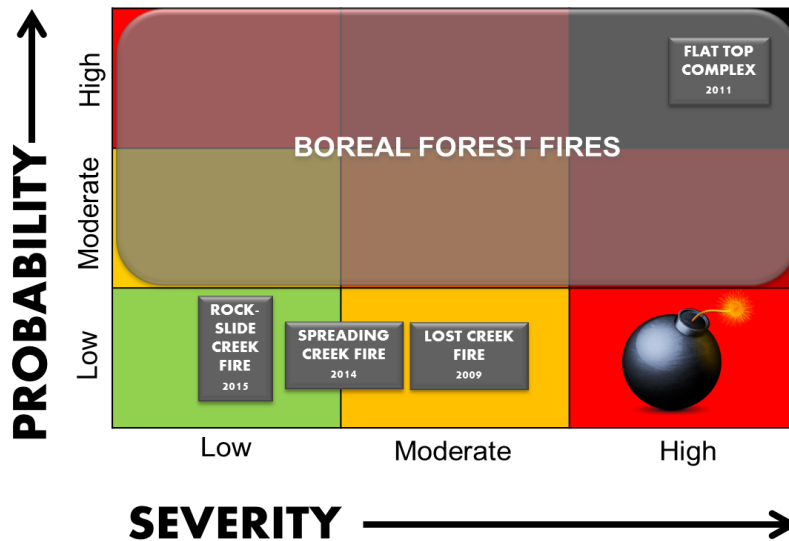 PROBABILITY
High
Moderate
Low
FLAT TOP
COMPLEX
2011
BOREAL FOREST FIRES
ROCK-
SLIDE
CREEK
FIRE
2015
SPREADING
CREEK FIRE
2014
LOST CREEK
FIRE
2009
Low
Moderate
High
SEVERITY